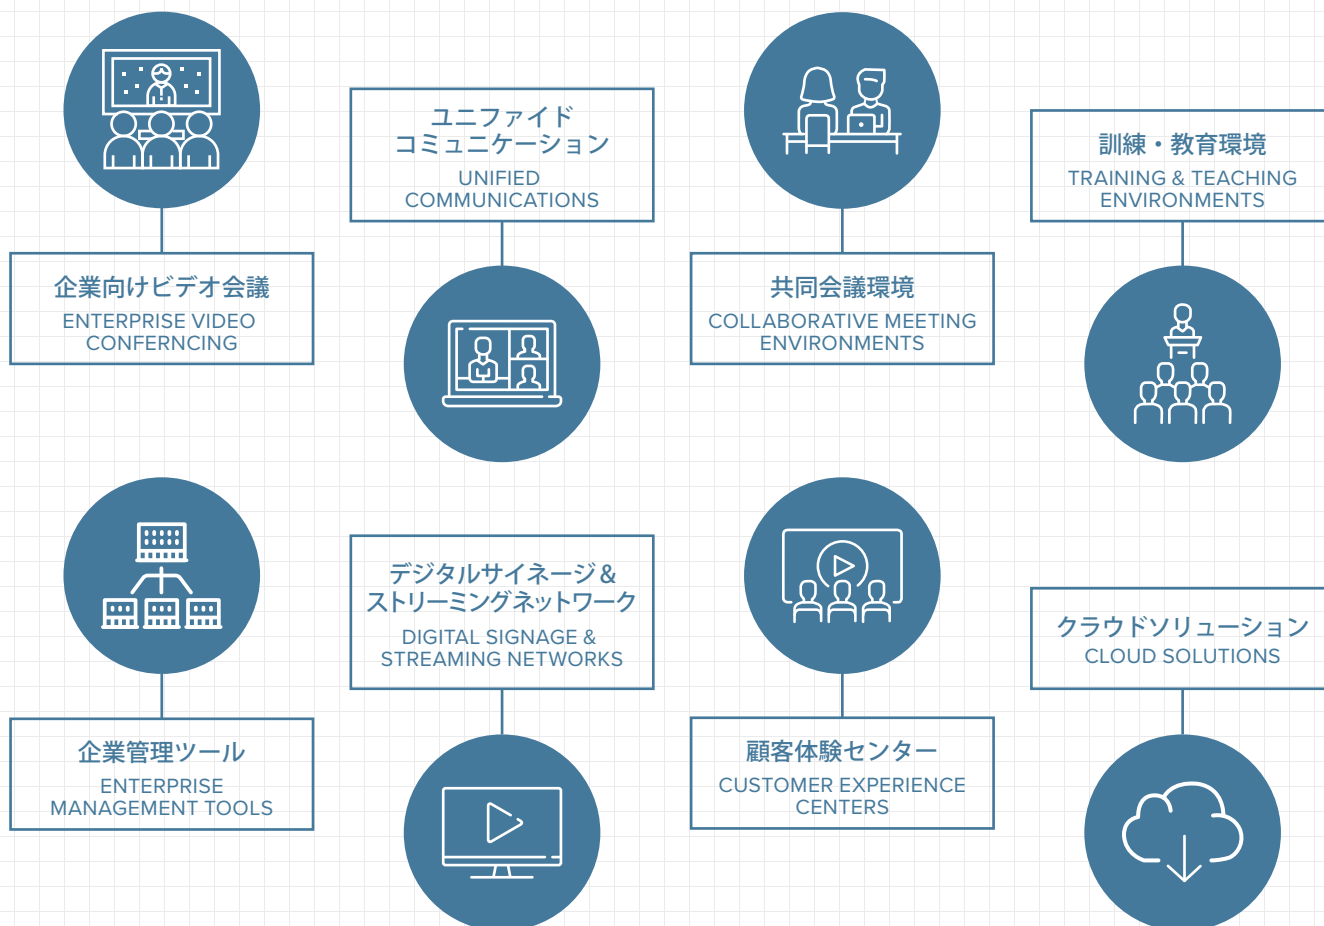 企業向けビデオ会議
ENTERPRISE VIDEO
CONFERNCING
ユニファイド
コミュニケーション
UNIFIED
COMMUNICATIONS
共同会議環境
COLLABORATIVE MEETING
ENVIRONMENTS
訓練・教育環境
TRAINING & TEACHING
ENVIRONMENTS
企業管理ツール
ENTERPRISE
MANAGEMENT TOOLS
デジタルサイネージ &
ストリーミングネットワーク
DIGITAL SIGNAGE &
STREAMING NETWORKS
顧客体験センター
CUSTOMER EXPERIENCE
CENTERS
クラウドソリューション
CLOUD SOLUTIONS